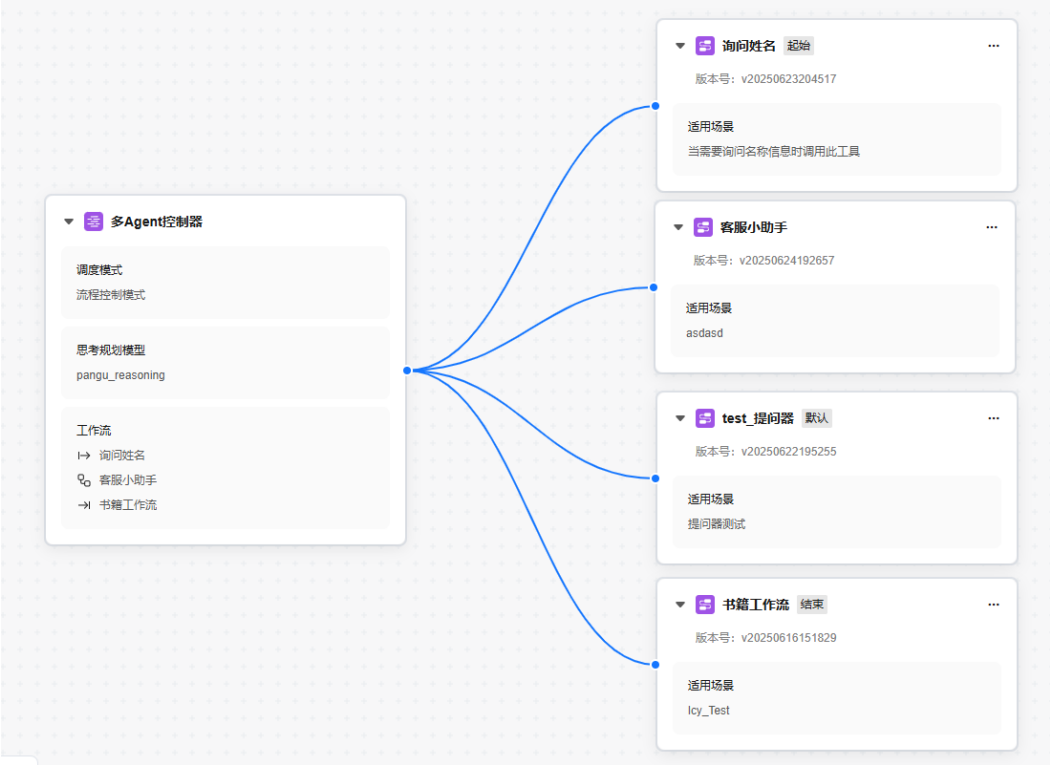 多Agent控制器
调度模式
流程控制模式
思考规划模型
pangu_reasoning
工作流
询问姓名
客服小助手
书籍工作流
询问姓名 起始
版本号：v20250623204517
适用场景
当需要询问名称信息时调用此工具
客服小助手
版本号：v20250624192657
适用场景
asdasd
test_提问器 默认
版本号：v20250622195255
适用场景
提问器测试
书籍工作流 结束
版本号：v20250616151829
适用场景
lcy_Test